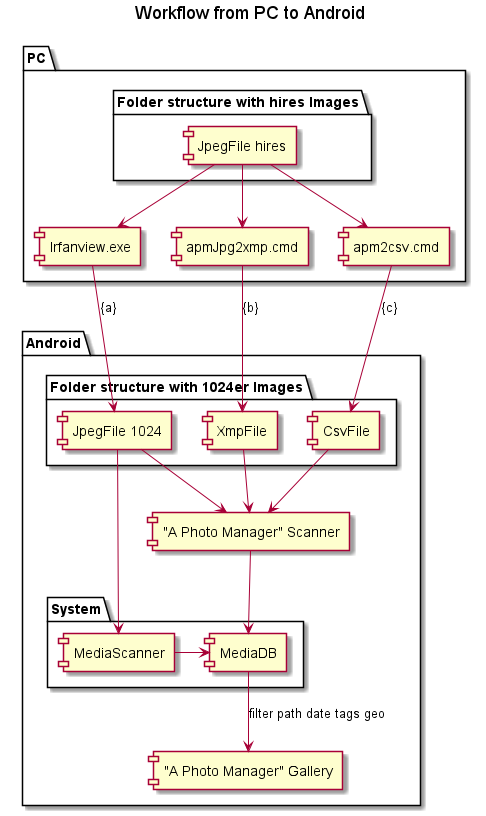 Workflow from PC to Android
PC
Folder structure with hires Images
JpegFile hires
Irfanview.exe
apmJpg2xmp.cmd
apm2csv.cmd
{a}
{b}
{c}
Android
Folder structure with 1024er Images
JpegFile 1024
XmpFile
CsvFile
"A Photo Manager" Scanner
System
MediaScanner
MediaDB
filter path date tags geo
"A Photo Manager" Gallery